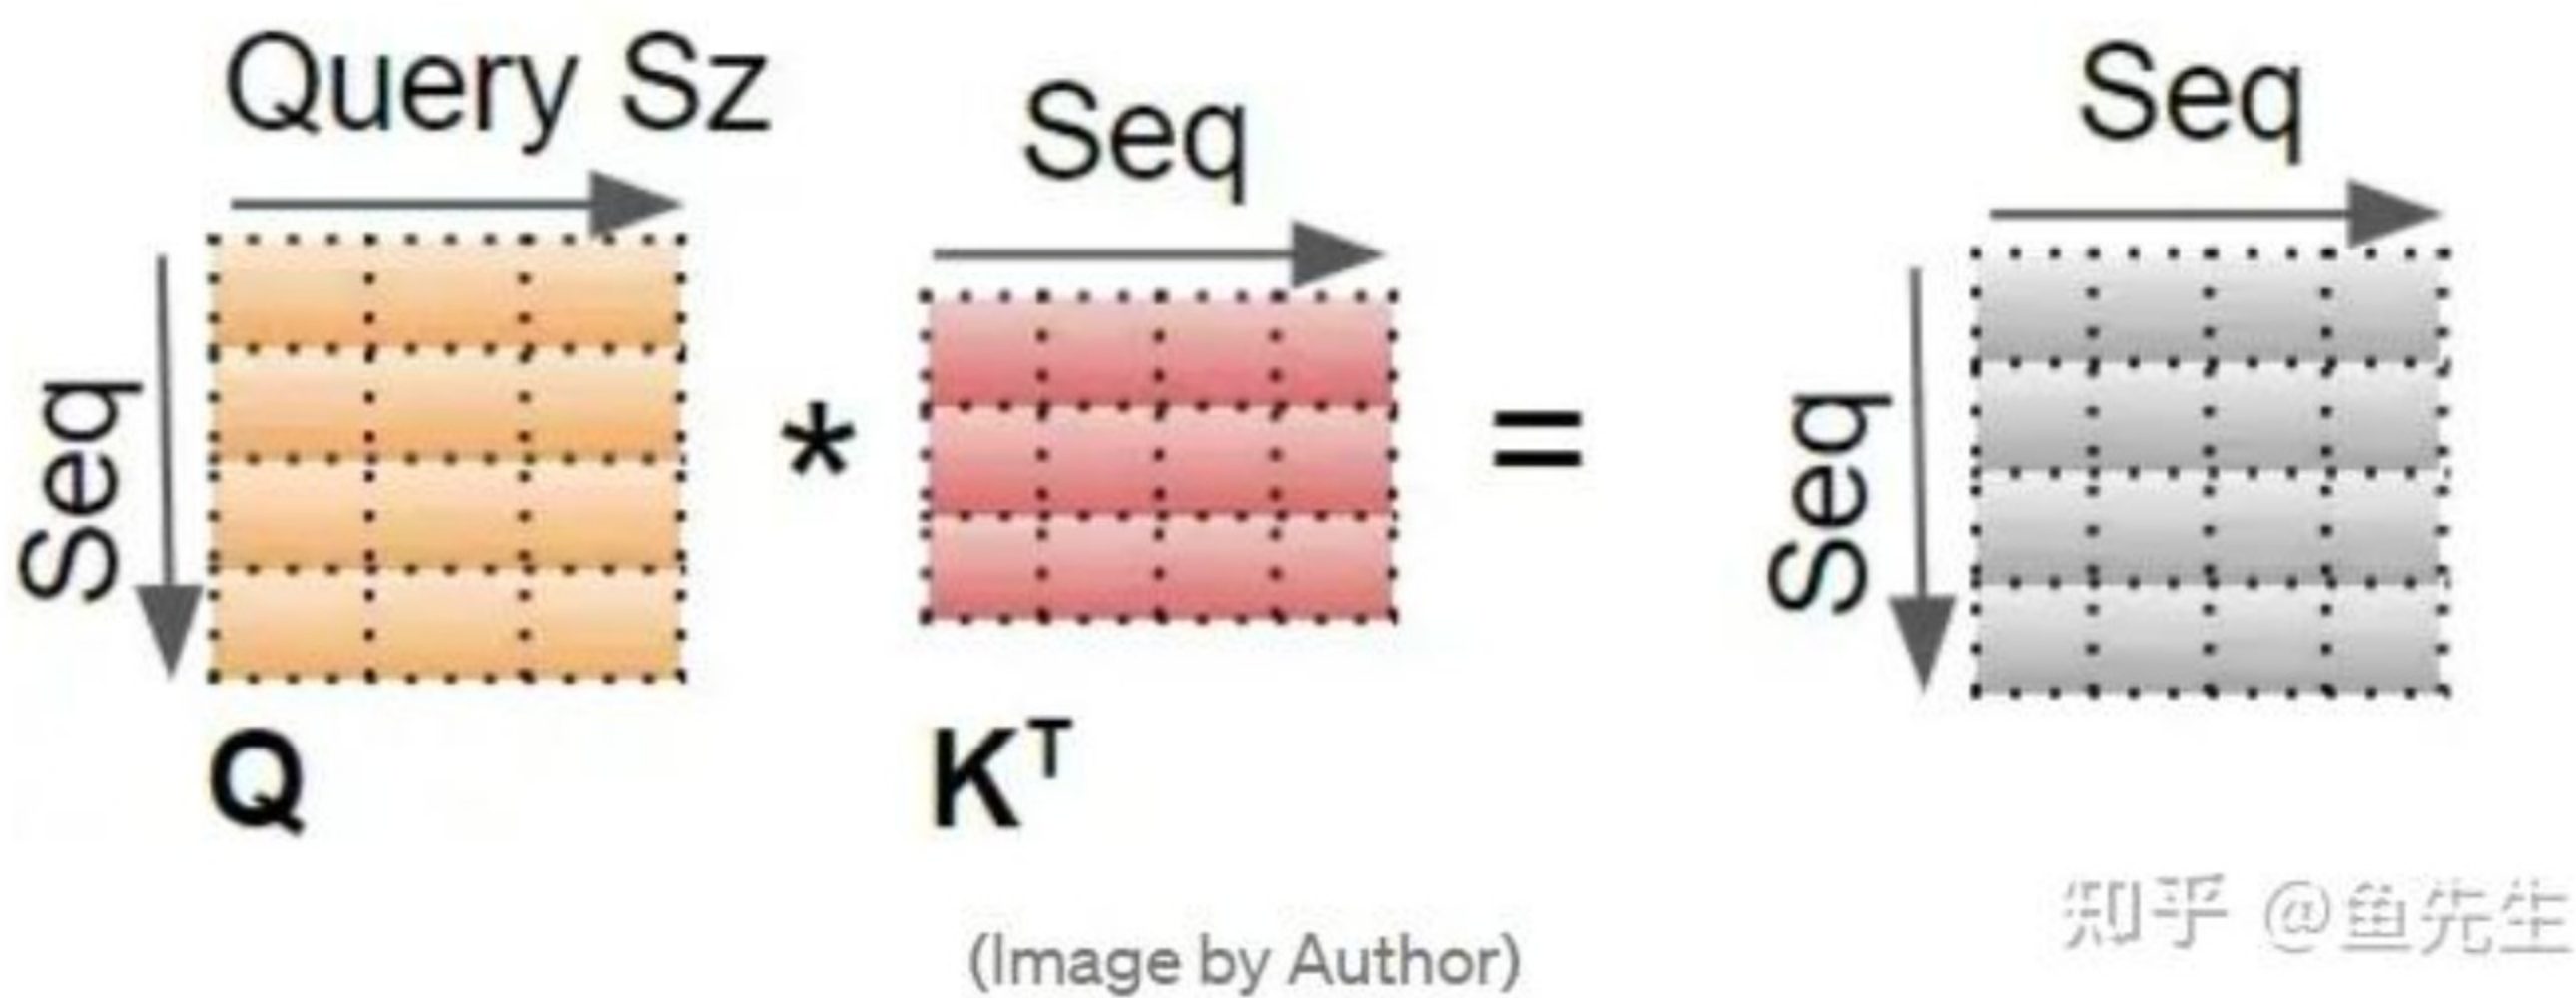 Query Sz
Seq
Seq
Seq
Seq
*
=
Q
K^T
(Image by Author)
知乎 @鱼先生